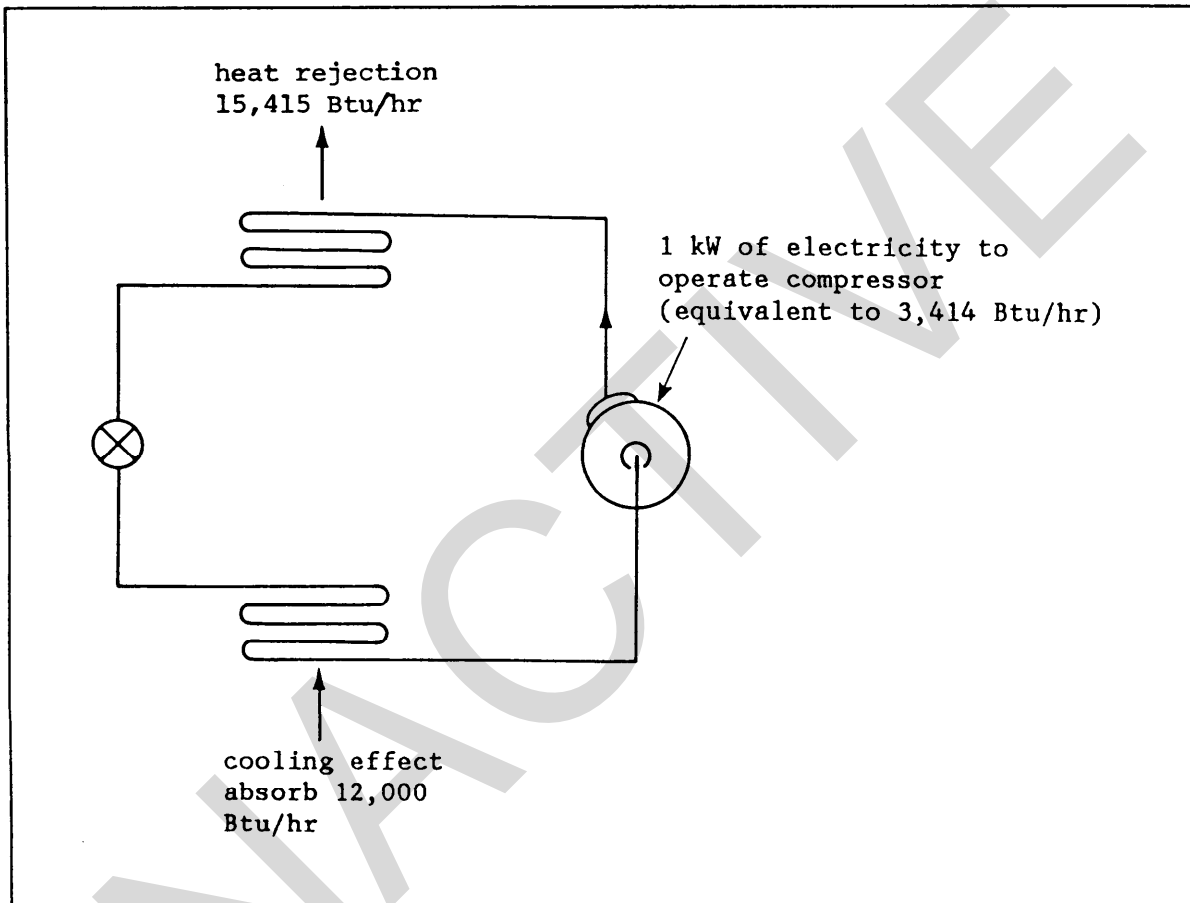 heat rejection
15,415 Btu/hr
1 kW of electricity to
operate compressor
(equivalent to 3,414 Btu/hr)
cooling effect
absorb 12,000
Btu/hr
NACTIVE